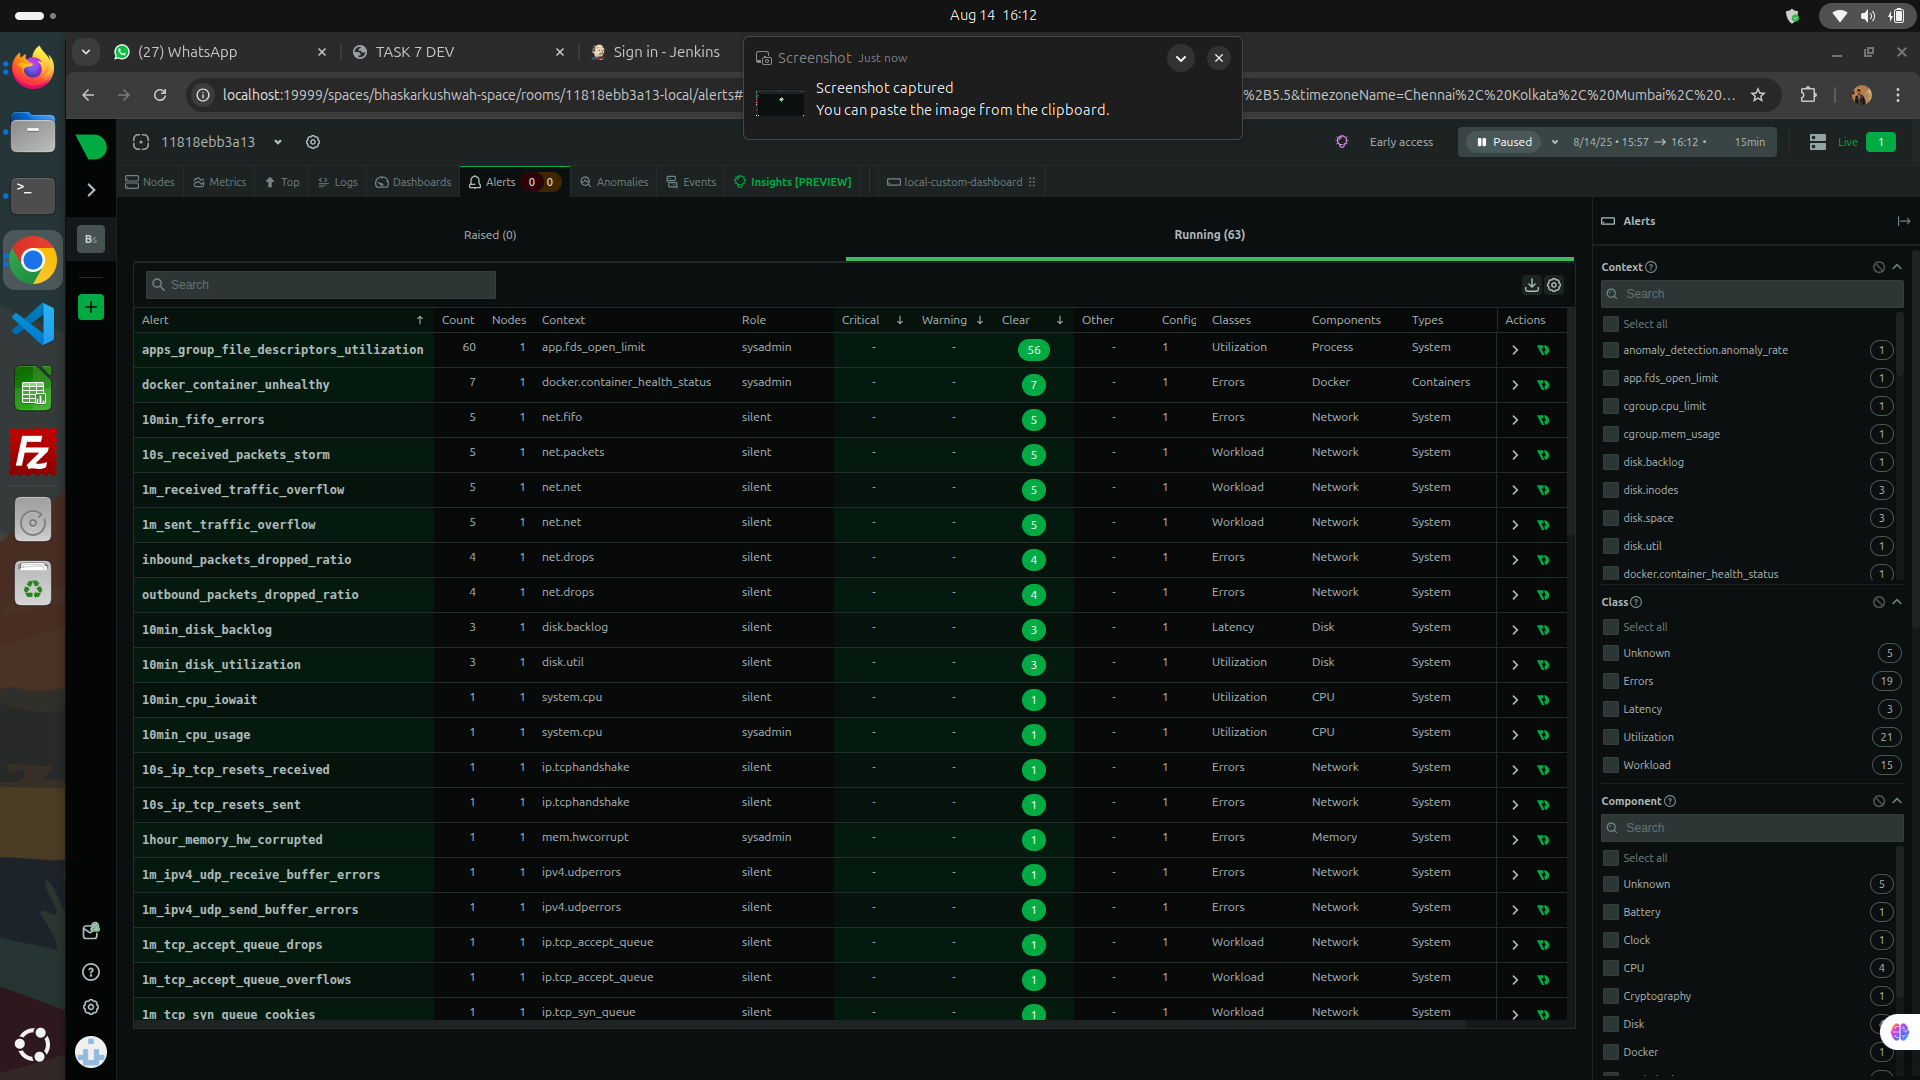 Aug 14 16:12
(27) WhatsApp
TASK 7 DEV
Sign in - Jenkins
Screenshot Just now
Screenshot captured
You can paste the image from the clipboard.
localhost:19999/spaces/bhaskarkushwah-space/rooms/11818ebb3a13-local/alerts#
%2B5.5&timezoneName=Chennai%2C%20Kolkata%2C%20Mumbai%2C%20...
11818ebb3a13
Early access
Paused
8/14/25 • 15:57 → 16:12 • 15min
Live 1
Nodes Metrics Top Logs Dashboards Alerts 0 0 Anomalies Events Insights [PREVIEW] local-custom-dashboard
Bs
Raised (0)
Running (63)
Search
Alert Count Nodes Context Role Critical Warning Clear Other Config Classes Components Types Actions
apps_group_file_descriptors_utilization 60 1 app.fds_open_limit sysadmin - - 56 - 1 Utilization Process System
docker_container_unhealthy 7 1 docker.container_health_status sysadmin - - 7 - 1 Errors Docker Containers
10min_fifo_errors 5 1 net.fifo silent - - 5 - 1 Errors Network System
10s_received_packets_storm 5 1 net.packets silent - - 5 - 1 Workload Network System
1m_received_traffic_overflow 5 1 net.net silent - - 5 - 1 Workload Network System
1m_sent_traffic_overflow 5 1 net.net silent - - 5 - 1 Workload Network System
inbound_packets_dropped_ratio 4 1 net.drops silent - - 4 - 1 Errors Network System
outbound_packets_dropped_ratio 4 1 net.drops silent - - 4 - 1 Errors Network System
10min_disk_backlog 3 1 disk.backlog silent - - 3 - 1 Latency Disk System
10min_disk_utilization 3 1 disk.util silent - - 3 - 1 Utilization Disk System
10min_cpu_iowait 1 1 system.cpu silent - - 1 - 1 Utilization CPU System
10min_cpu_usage 1 1 system.cpu sysadmin - - 1 - 1 Utilization CPU System
10s_ip_tcp_resets_received 1 1 ip.tcphandshake silent - - 1 - 1 Errors Network System
10s_ip_tcp_resets_sent 1 1 ip.tcphandshake silent - - 1 - 1 Errors Network System
1hour_memory_hw_corrupted 1 1 mem.hwcorrupt sysadmin - - 1 - 1 Errors Memory System
1m_ipv4_udp_receive_buffer_errors 1 1 ipv4.udperrors silent - - 1 - 1 Errors Network System
1m_ipv4_udp_send_buffer_errors 1 1 ipv4.udperrors silent - - 1 - 1 Errors Network System
1m_tcp_accept_queue_drops 1 1 ip.tcp_accept_queue silent - - 1 - 1 Workload Network System
1m_tcp_accept_queue_overflows 1 1 ip.tcp_accept_queue silent - - 1 - 1 Workload Network System
1m_tcp_syn_queue_cookies 1 1 ip.tcp_syn_queue silent - - 1 - 1 Workload Network System
Alerts
Context
Search
Select all
anomaly_detection.anomaly_rate 1
app.fds_open_limit 1
cgroup.cpu_limit 1
cgroup.mem_usage 1
disk.backlog 1
disk.inodes 3
disk.space 3
disk.util 1
docker.container_health_status 1
Class
Select all
Unknown 5
Errors 19
Latency 3
Utilization 21
Workload 15
Component
Search
Select all
Unknown 5
Battery 1
Clock 1
CPU 4
Cryptography 1
Disk
Docker 1